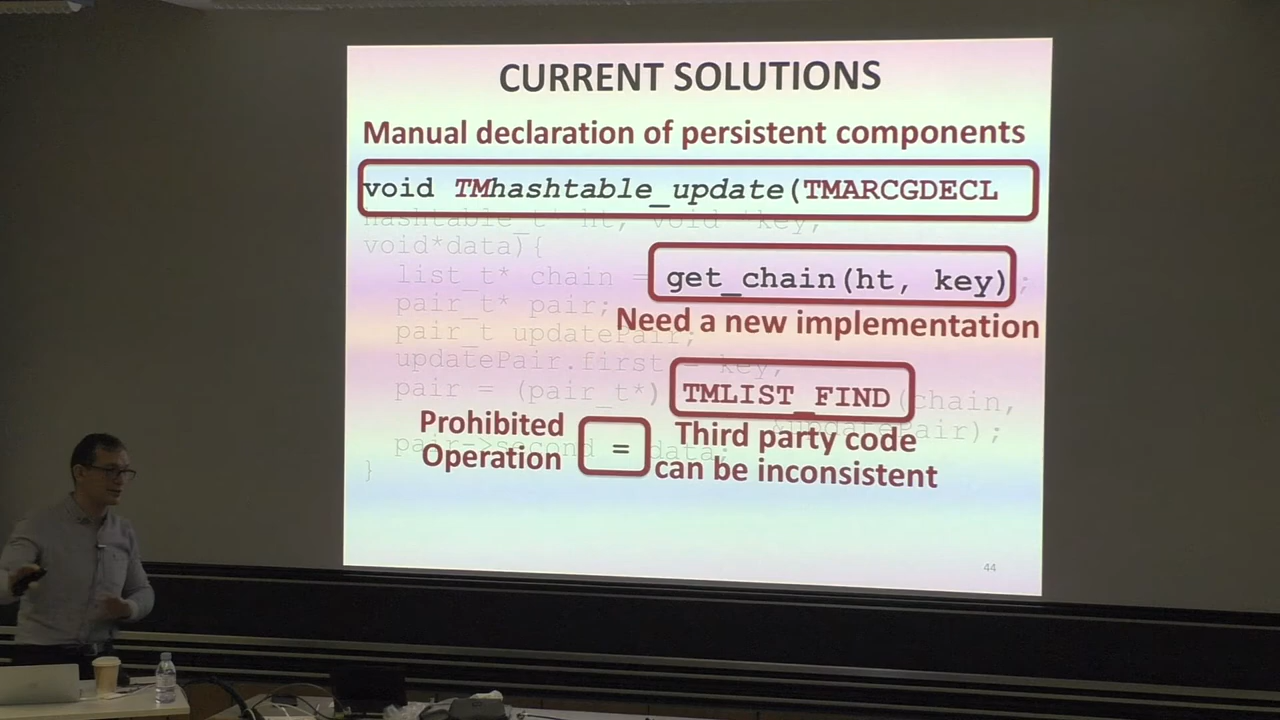 CURRENT SOLUTIONS
Manual declaration of persistent components
void TMhashtable_update(TMARCGDECL
hashtable_t* ht, void *key,
void*data){
list_t* chain = get_chain(ht, key);
pair_t* pair;
Need a new implementation
pair_t updatePair;
updatePair.first = key;
pair = (pair_t*) TMLIST_FIND(chain,
&updatePair);
Prohibited
Operation
Third party code
can be inconsistent
pair->second = data;
}
44